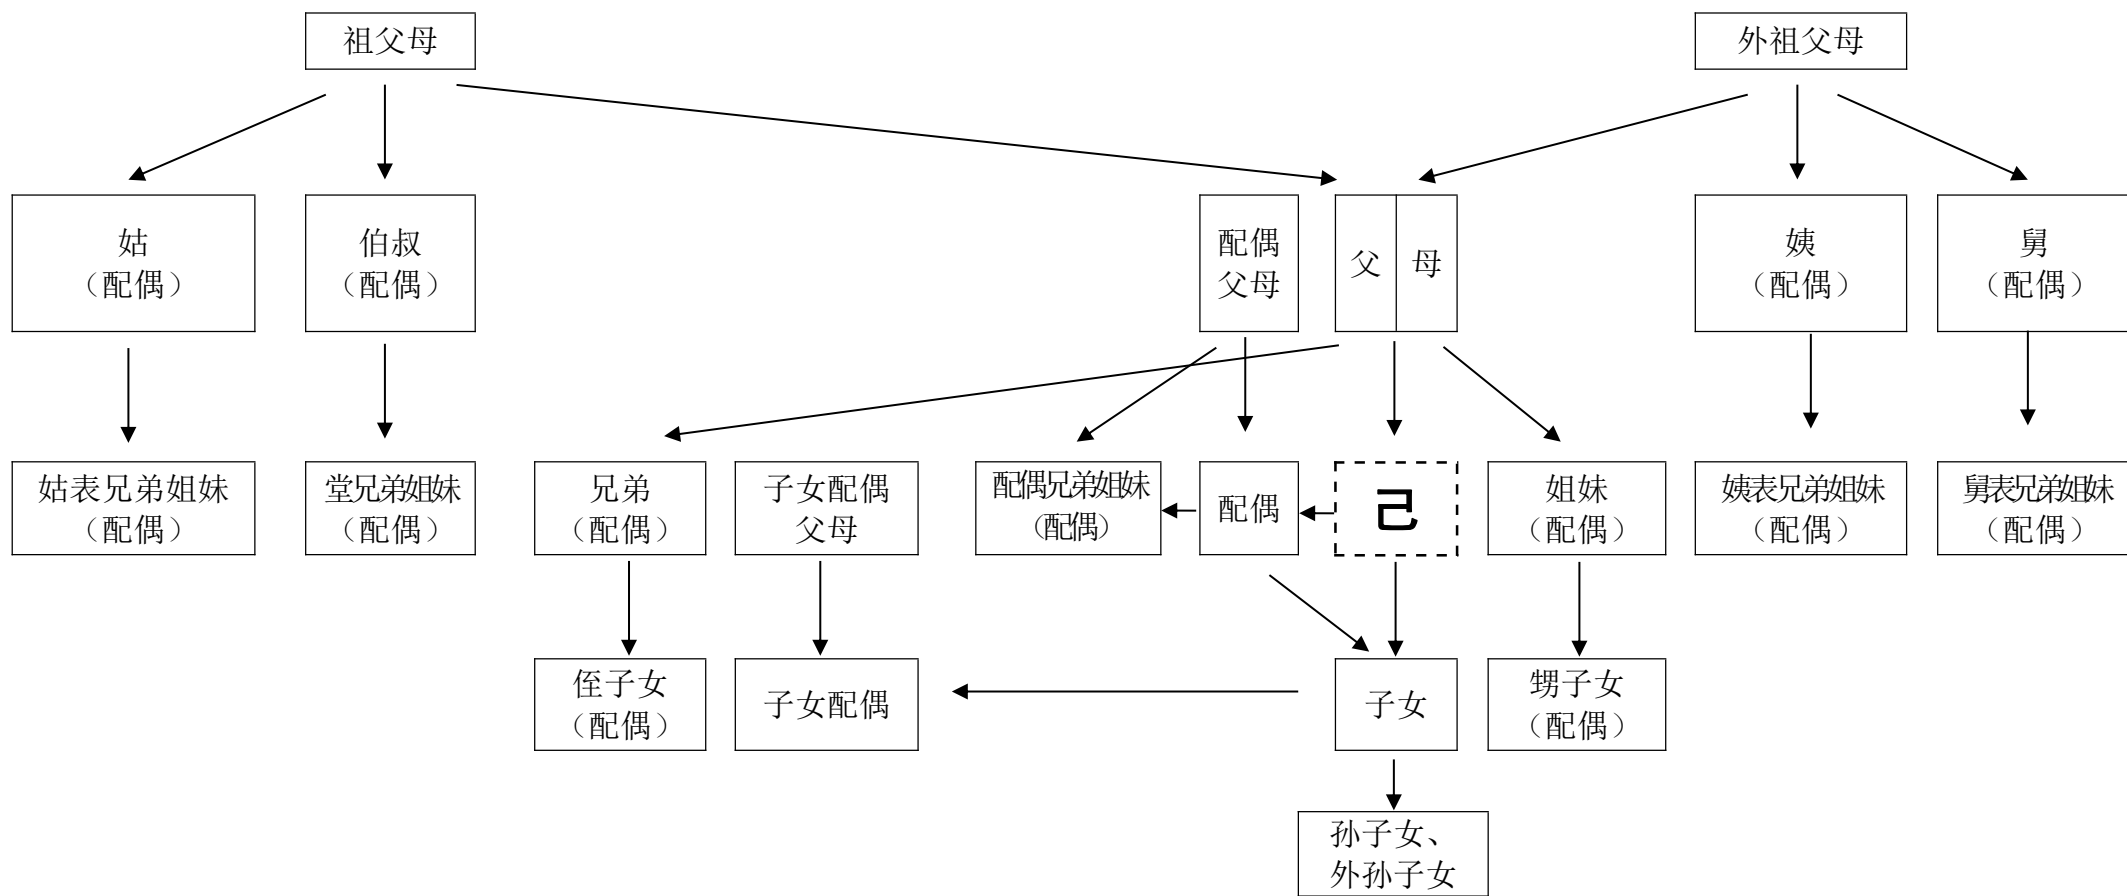 祖父母
外祖父母
姑
（配偶）
伯叔
（配偶）
配偶
父母
父
母
姨
（配偶）
舅
（配偶）
姑表兄弟姐妹
（配偶）
堂兄弟姐妹
（配偶）
兄弟
（配偶）
子女配偶
父母
配偶兄弟姐妹
（配偶）
配偶
己
姐妹
（配偶）
姨表兄弟姐妹
（配偶）
舅表兄弟姐妹
（配偶）
侄子女
（配偶）
子女配偶
子女
甥子女
（配偶）
孙子女、
外孙子女